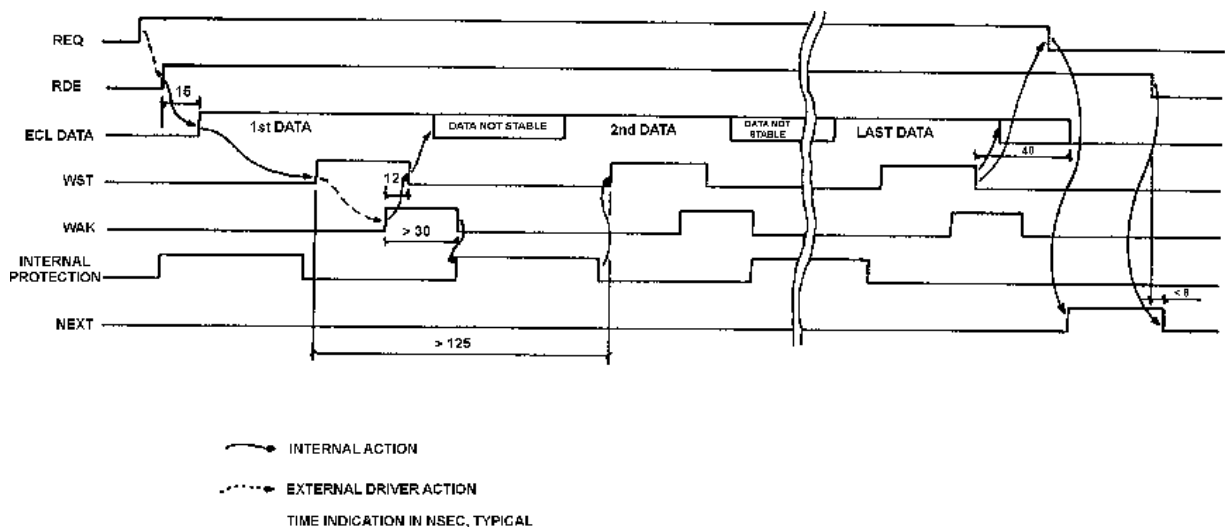 REQ
RDE
15
ECL DATA
1st DATA
DATA NOT STABLE
2nd DATA
DATA NOT
STABLE
LAST DATA
40
WST
12
WAK
> 30
INTERNAL
PROTECTION
< 8
NEXT
> 125
INTERNAL ACTION
EXTERNAL DRIVER ACTION
TIME INDICATION IN NSEC, TYPICAL